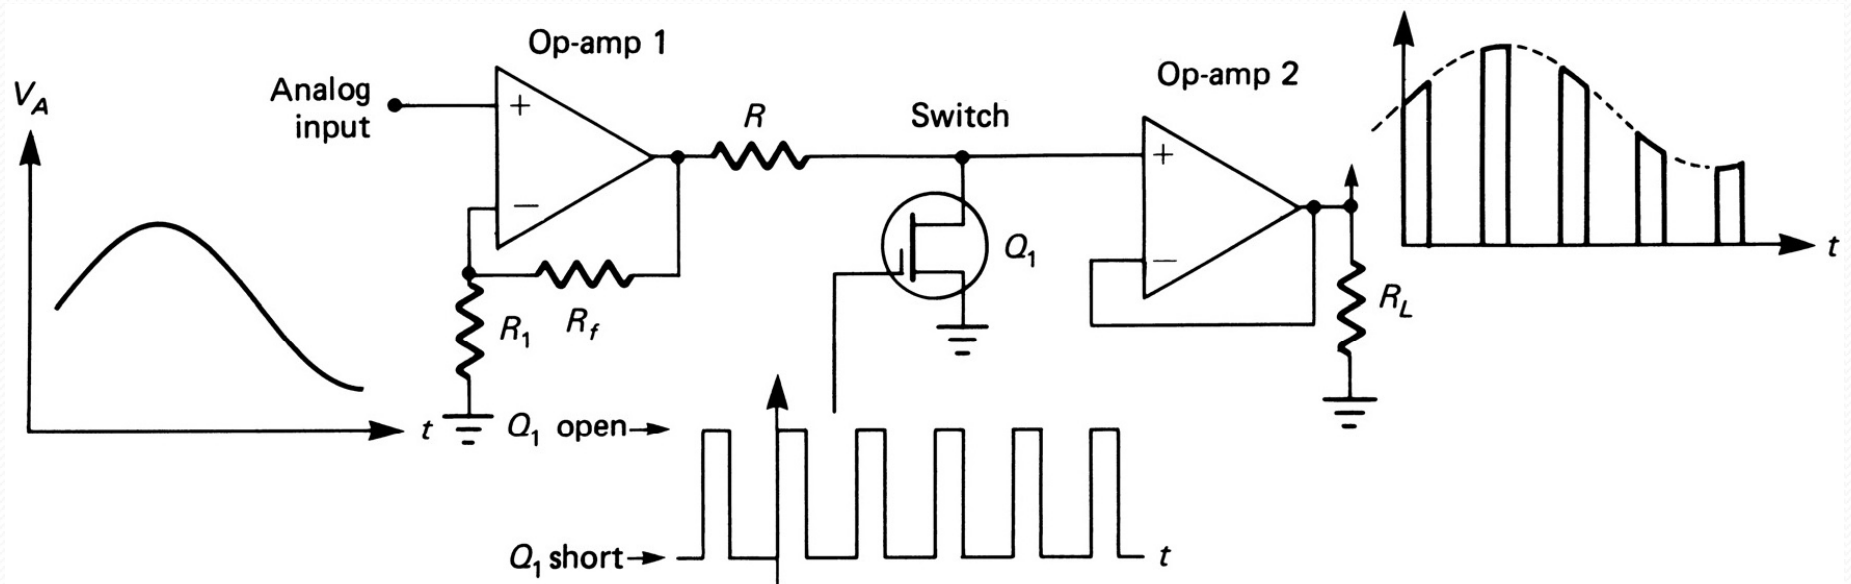 Op-amp 1
Op-amp 2
V_A
Analog
input
+
R
Switch
+
−
−
Q_1
t
R_1
R_f
R_L
t
Q_1 open
Q_1 short
t